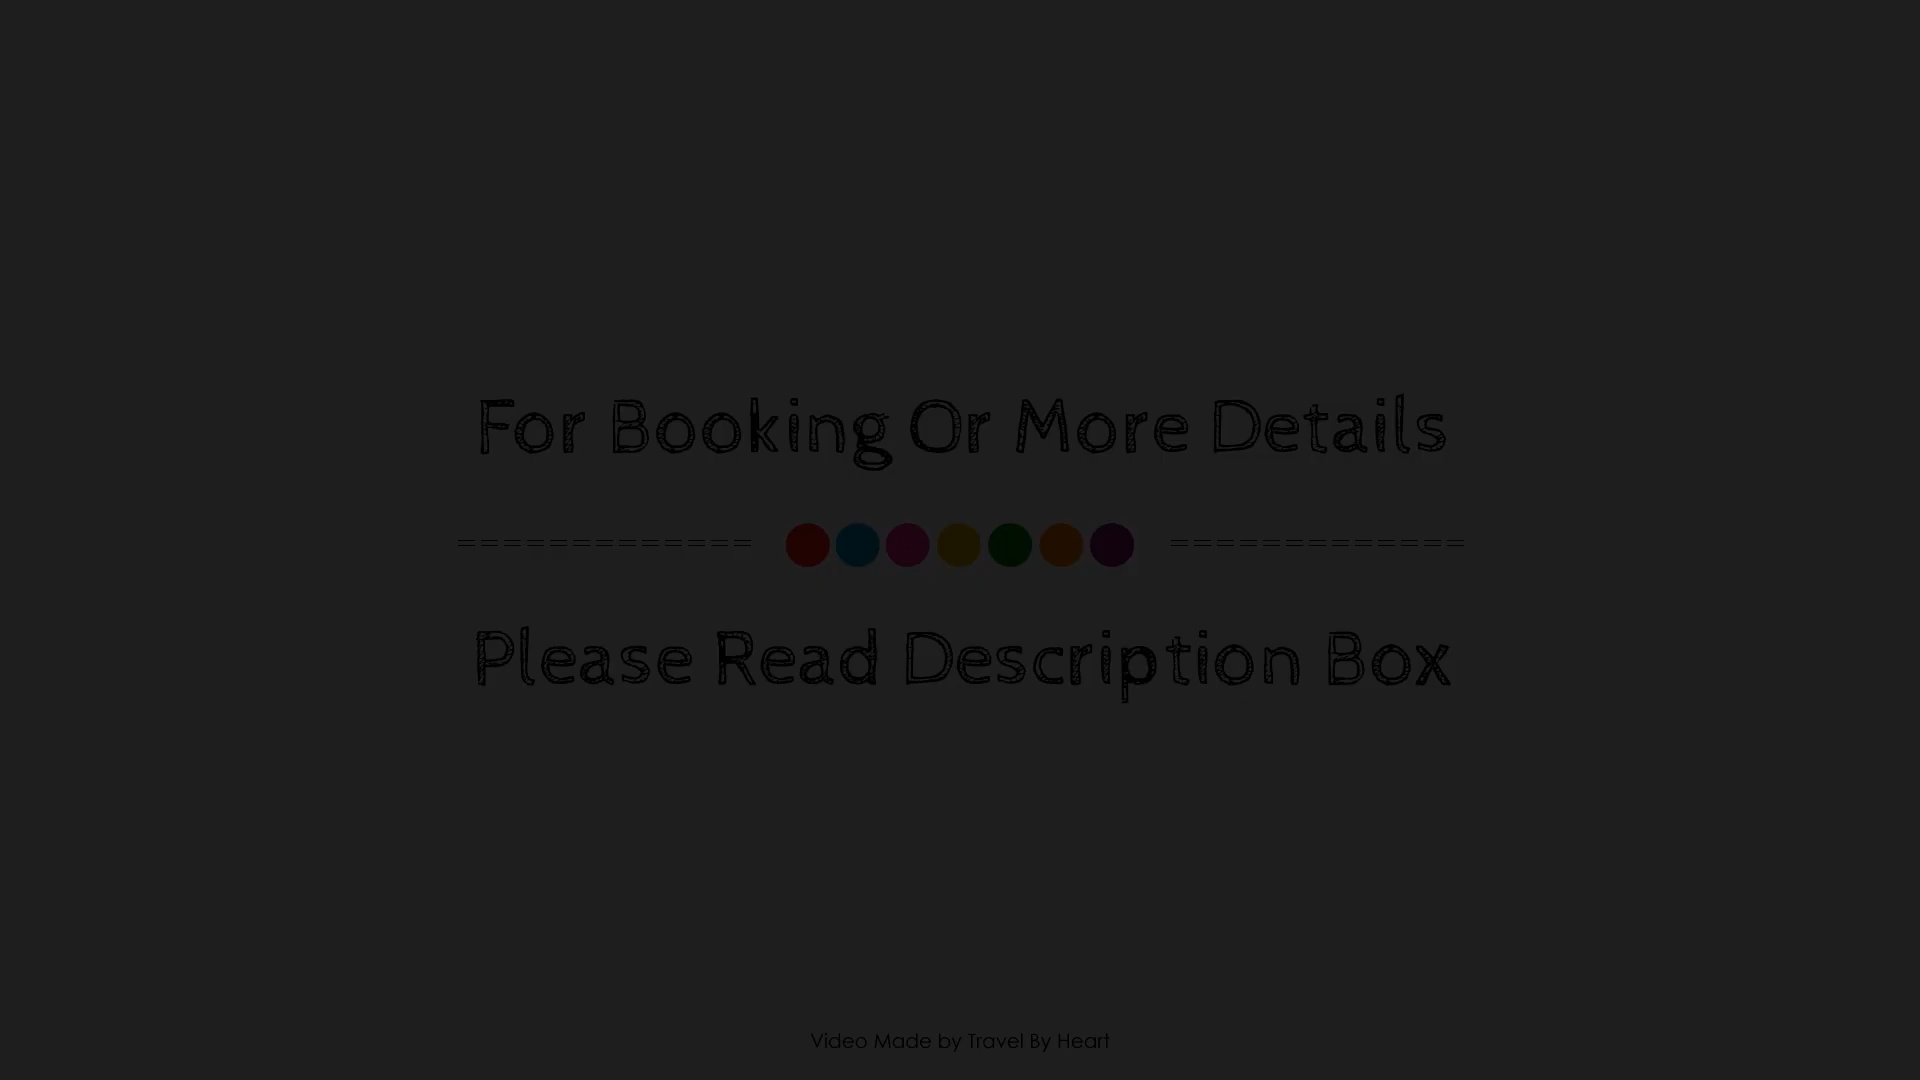 For Booking Or More Details
============= =============
Please Read Description Box
Video Made by Travel By Heart